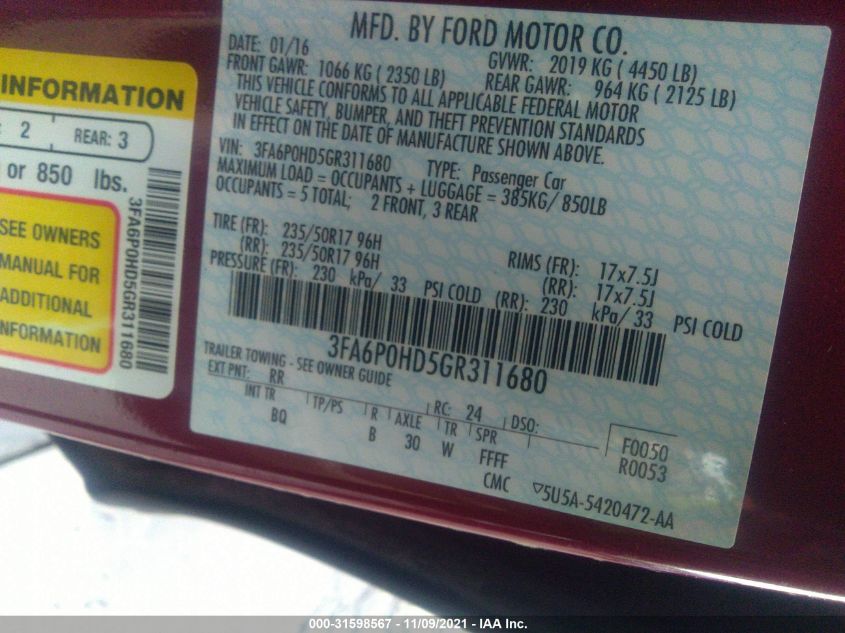 MFD. BY FORD MOTOR CO.
DATE: 01/16 GVWR: 2019 KG ( 4450 LB)
FRONT GAWR: 1066 KG ( 2350 LB) REAR GAWR: 964 KG ( 2125 LB)
THIS VEHICLE CONFORMS TO ALL APPLICABLE FEDERAL MOTOR
VEHICLE SAFETY, BUMPER, AND THEFT PREVENTION STANDARDS
IN EFFECT ON THE DATE OF MANUFACTURE SHOWN ABOVE.
VIN: 3FA6P0HD5GR311680 TYPE: Passenger Car
MAXIMUM LOAD = OCCUPANTS + LUGGAGE = 385KG/ 850LB
OCCUPANTS = 5 TOTAL; 2 FRONT, 3 REAR
TIRE (FR): 235/50R17 96H RIMS (FR): 17x7.5J
(RR): 235/50R17 96H (RR): 17x7.5J
PRESSURE (FR): 230 kPa/ 33 PSI COLD (RR): 230 kPa/ 33 PSI COLD
3FA6P0HD5GR311680
TRAILER TOWING - SEE OWNER GUIDE
EXT PNT: RR RC: 24 DSO:
INT TR TP/PS R AXLE TR SPR
BQ B 30 W FFFF
F0050
R0053
CMC ▽5U5A-5420472-AA
INFORMATION
: 2 REAR: 3
or 850 lbs.
SEE OWNERS
MANUAL FOR
ADDITIONAL
INFORMATION
3FA6P0HD5GR311680
000-31598567 - 11/09/2021 - IAA Inc.